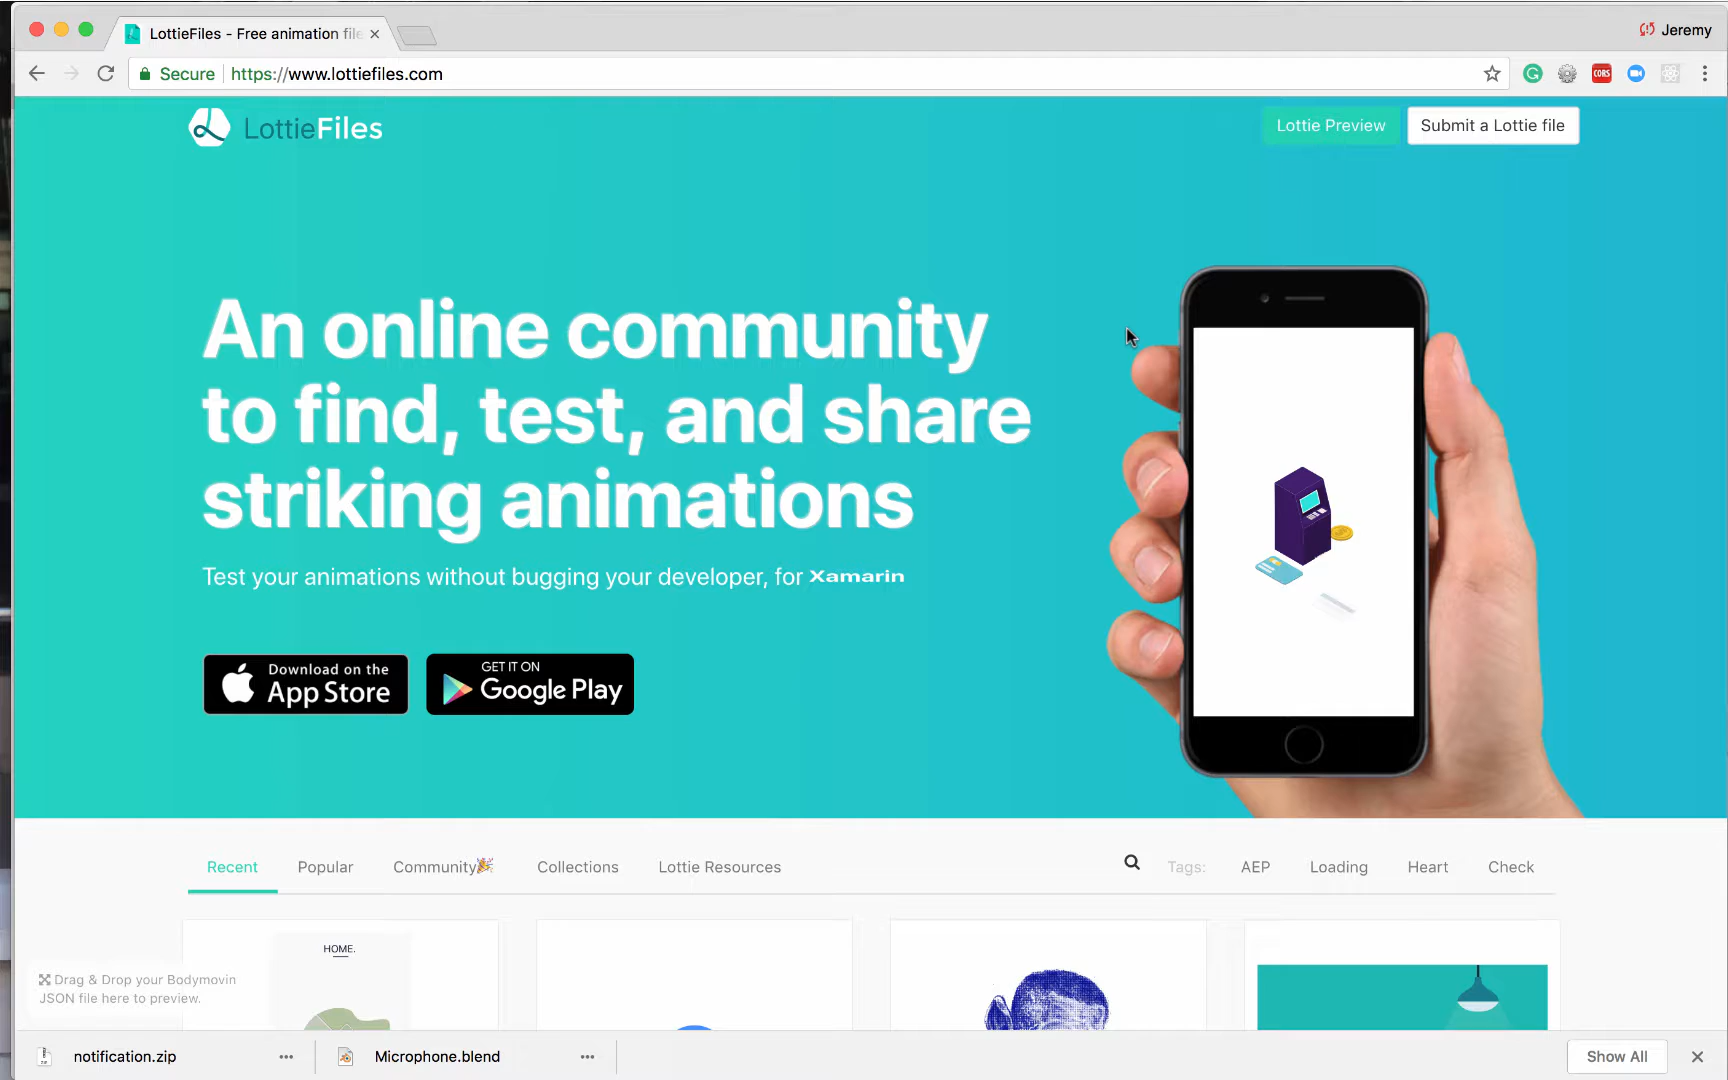 LottieFiles - Free animation file
Jeremy
Secure
https://www.lottiefiles.com
CORS
LottieFiles
Lottie Preview
Submit a Lottie file
An online community
to find, test, and share
striking animations
Test your animations without bugging your developer, for Xamarin
Download on the
App Store
GET IT ON
Google Play
Recent
Popular
Community🎉
Collections
Lottie Resources
Tags:
AEP
Loading
Heart
Check
HOME.
Drag & Drop your Bodymovin
JSON file here to preview.
notification.zip
Microphone.blend
Show All